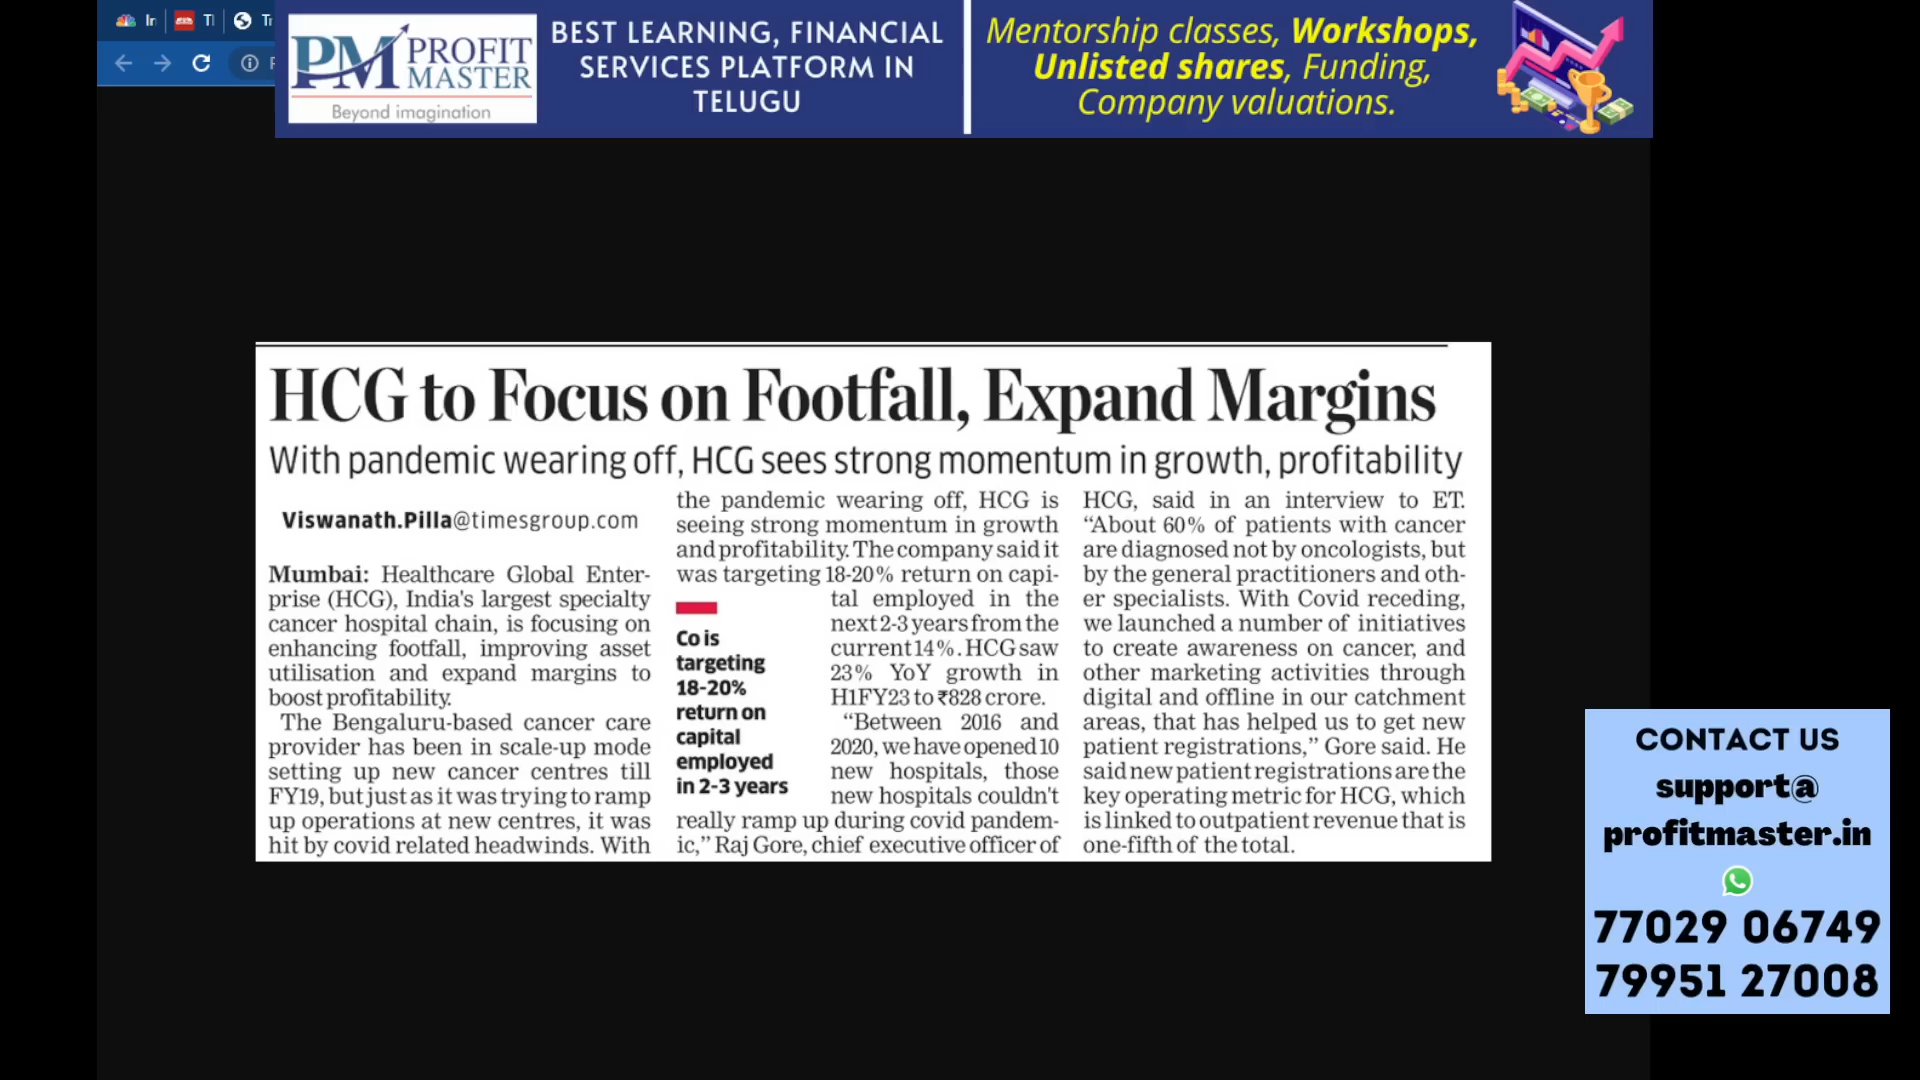 In
Tl
Tr
PM PROFIT MASTER
Beyond imagination
BEST LEARNING, FINANCIAL
SERVICES PLATFORM IN
TELUGU
Mentorship classes, Workshops,
Unlisted shares, Funding,
Company valuations.
HCG to Focus on Footfall, Expand Margins
With pandemic wearing off, HCG sees strong momentum in growth, profitability
Viswanath.Pilla@timesgroup.com
Mumbai: Healthcare Global Enter-
prise (HCG), India's largest specialty
cancer hospital chain, is focusing on
enhancing footfall, improving asset
utilisation and expand margins to
boost profitability.
The Bengaluru-based cancer care
provider has been in scale-up mode
setting up new cancer centres till
FY19, but just as it was trying to ramp
up operations at new centres, it was
hit by covid related headwinds. With
the pandemic wearing off, HCG is
seeing strong momentum in growth
and profitability. The company said it
was targeting 18-20% return on capi-
tal employed in the
next 2-3 years from the
current 14%. HCG saw
23% YoY growth in
H1FY23 to ₹828 crore.
"Between 2016 and
2020, we have opened 10
new hospitals, those
new hospitals couldn't
really ramp up during covid pandem-
ic," Raj Gore, chief executive officer of
Co is
targeting
18-20%
return on
capital
employed
in 2-3 years
HCG, said in an interview to ET.
"About 60% of patients with cancer
are diagnosed not by oncologists, but
by the general practitioners and oth-
er specialists. With Covid receding,
we launched a number of initiatives
to create awareness on cancer, and
other marketing activities through
digital and offline in our catchment
areas, that has helped us to get new
patient registrations," Gore said. He
said new patient registrations are the
key operating metric for HCG, which
is linked to outpatient revenue that is
one-fifth of the total.
CONTACT US
support@
profitmaster.in
77029 06749
79951 27008